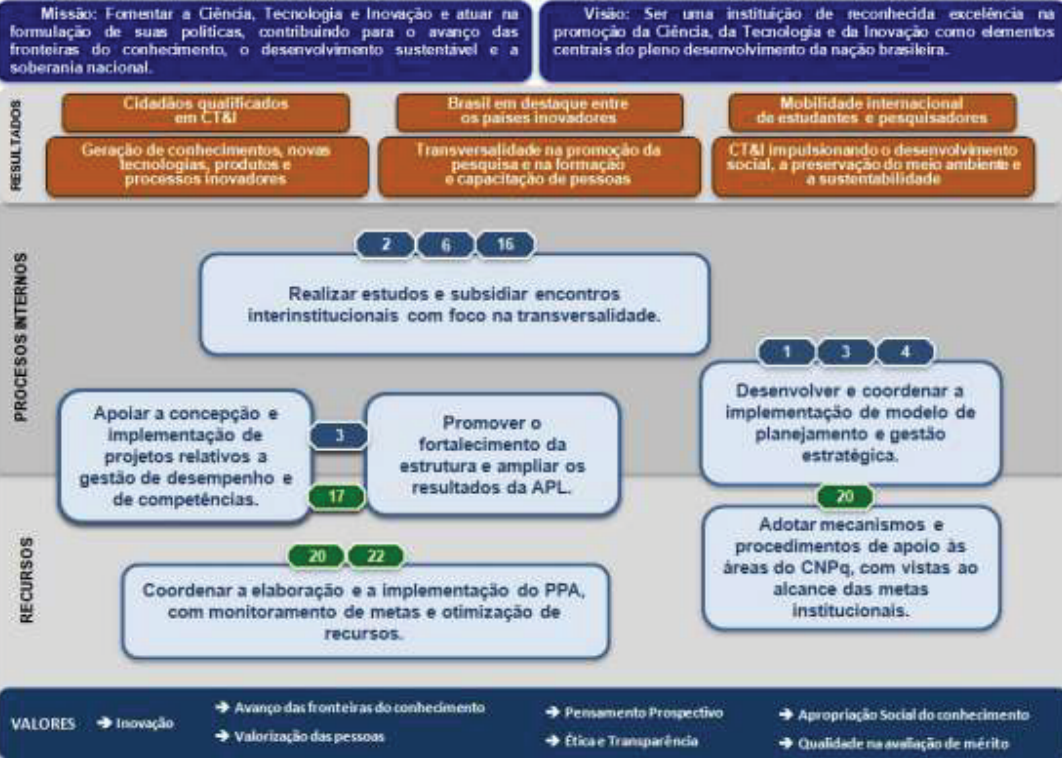 Missão: Fomentar a Ciência, Tecnologia e Inovação e atuar na
formulação de suas políticas, contribuindo para o avanço das
fronteiras do conhecimento, o desenvolvimento sustentável e a
soberania nacional.
Visão: Ser uma instituição de reconhecida excelência na
promoção da Ciência, da Tecnologia e da Inovação como elementos
centrais do pleno desenvolvimento da nação brasileira.
RESULTADOS
Cidadãos qualificados
em CT&I
Brasil em destaque entre
os países inovadores
Mobilidade internacional
de estudantes e pesquisadores
Geração de conhecimentos, novas
tecnologias, produtos e
processos inovadores
Transversalidade na promoção da
pesquisa e na formação
e capacitação de pessoas
CT&I impulsionando o desenvolvimento
social, a preservação do meio ambiente e
a sustentabilidade
PROCESOS INTERNOS
2 6 16
Realizar estudos e subsidiar encontros
interinstitucionais com foco na transversalidade.
1 3 4
Desenvolver e coordenar a
implementação de modelo de
planejamento e gestão
estratégica.
Apoiar a concepção e
implementação de
projetos relativos a
gestão de desempenho e
de competências.
3
17
Promover o
fortalecimento da
estrutura e ampliar os
resultados da APL.
RECURSOS
20
Adotar mecanismos e
procedimentos de apoio às
áreas do CNPq, com vistas ao
alcance das metas
institucionais.
20 22
Coordenar a elaboração e a implementação do PPA,
com monitoramento de metas e otimização de
recursos.
VALORES
➔ Inovação
➔ Avanço das fronteiras do conhecimento
➔ Valorização das pessoas
➔ Pensamento Prospectivo
➔ Ética e Transparência
➔ Apropriação Social do conhecimento
➔ Qualidade na avaliação de mérito